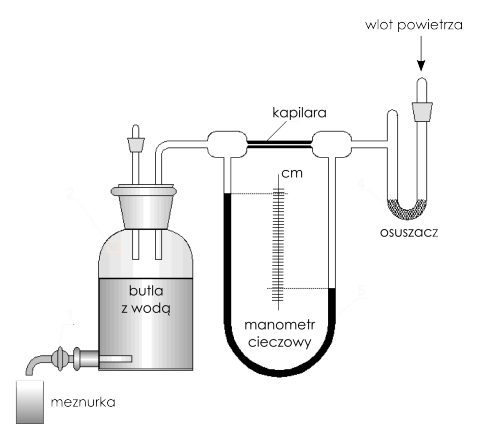 wlot powietrza
kapilara
cm
osuszacz
butla
z wodą
manometr
cieczowy
meznurka